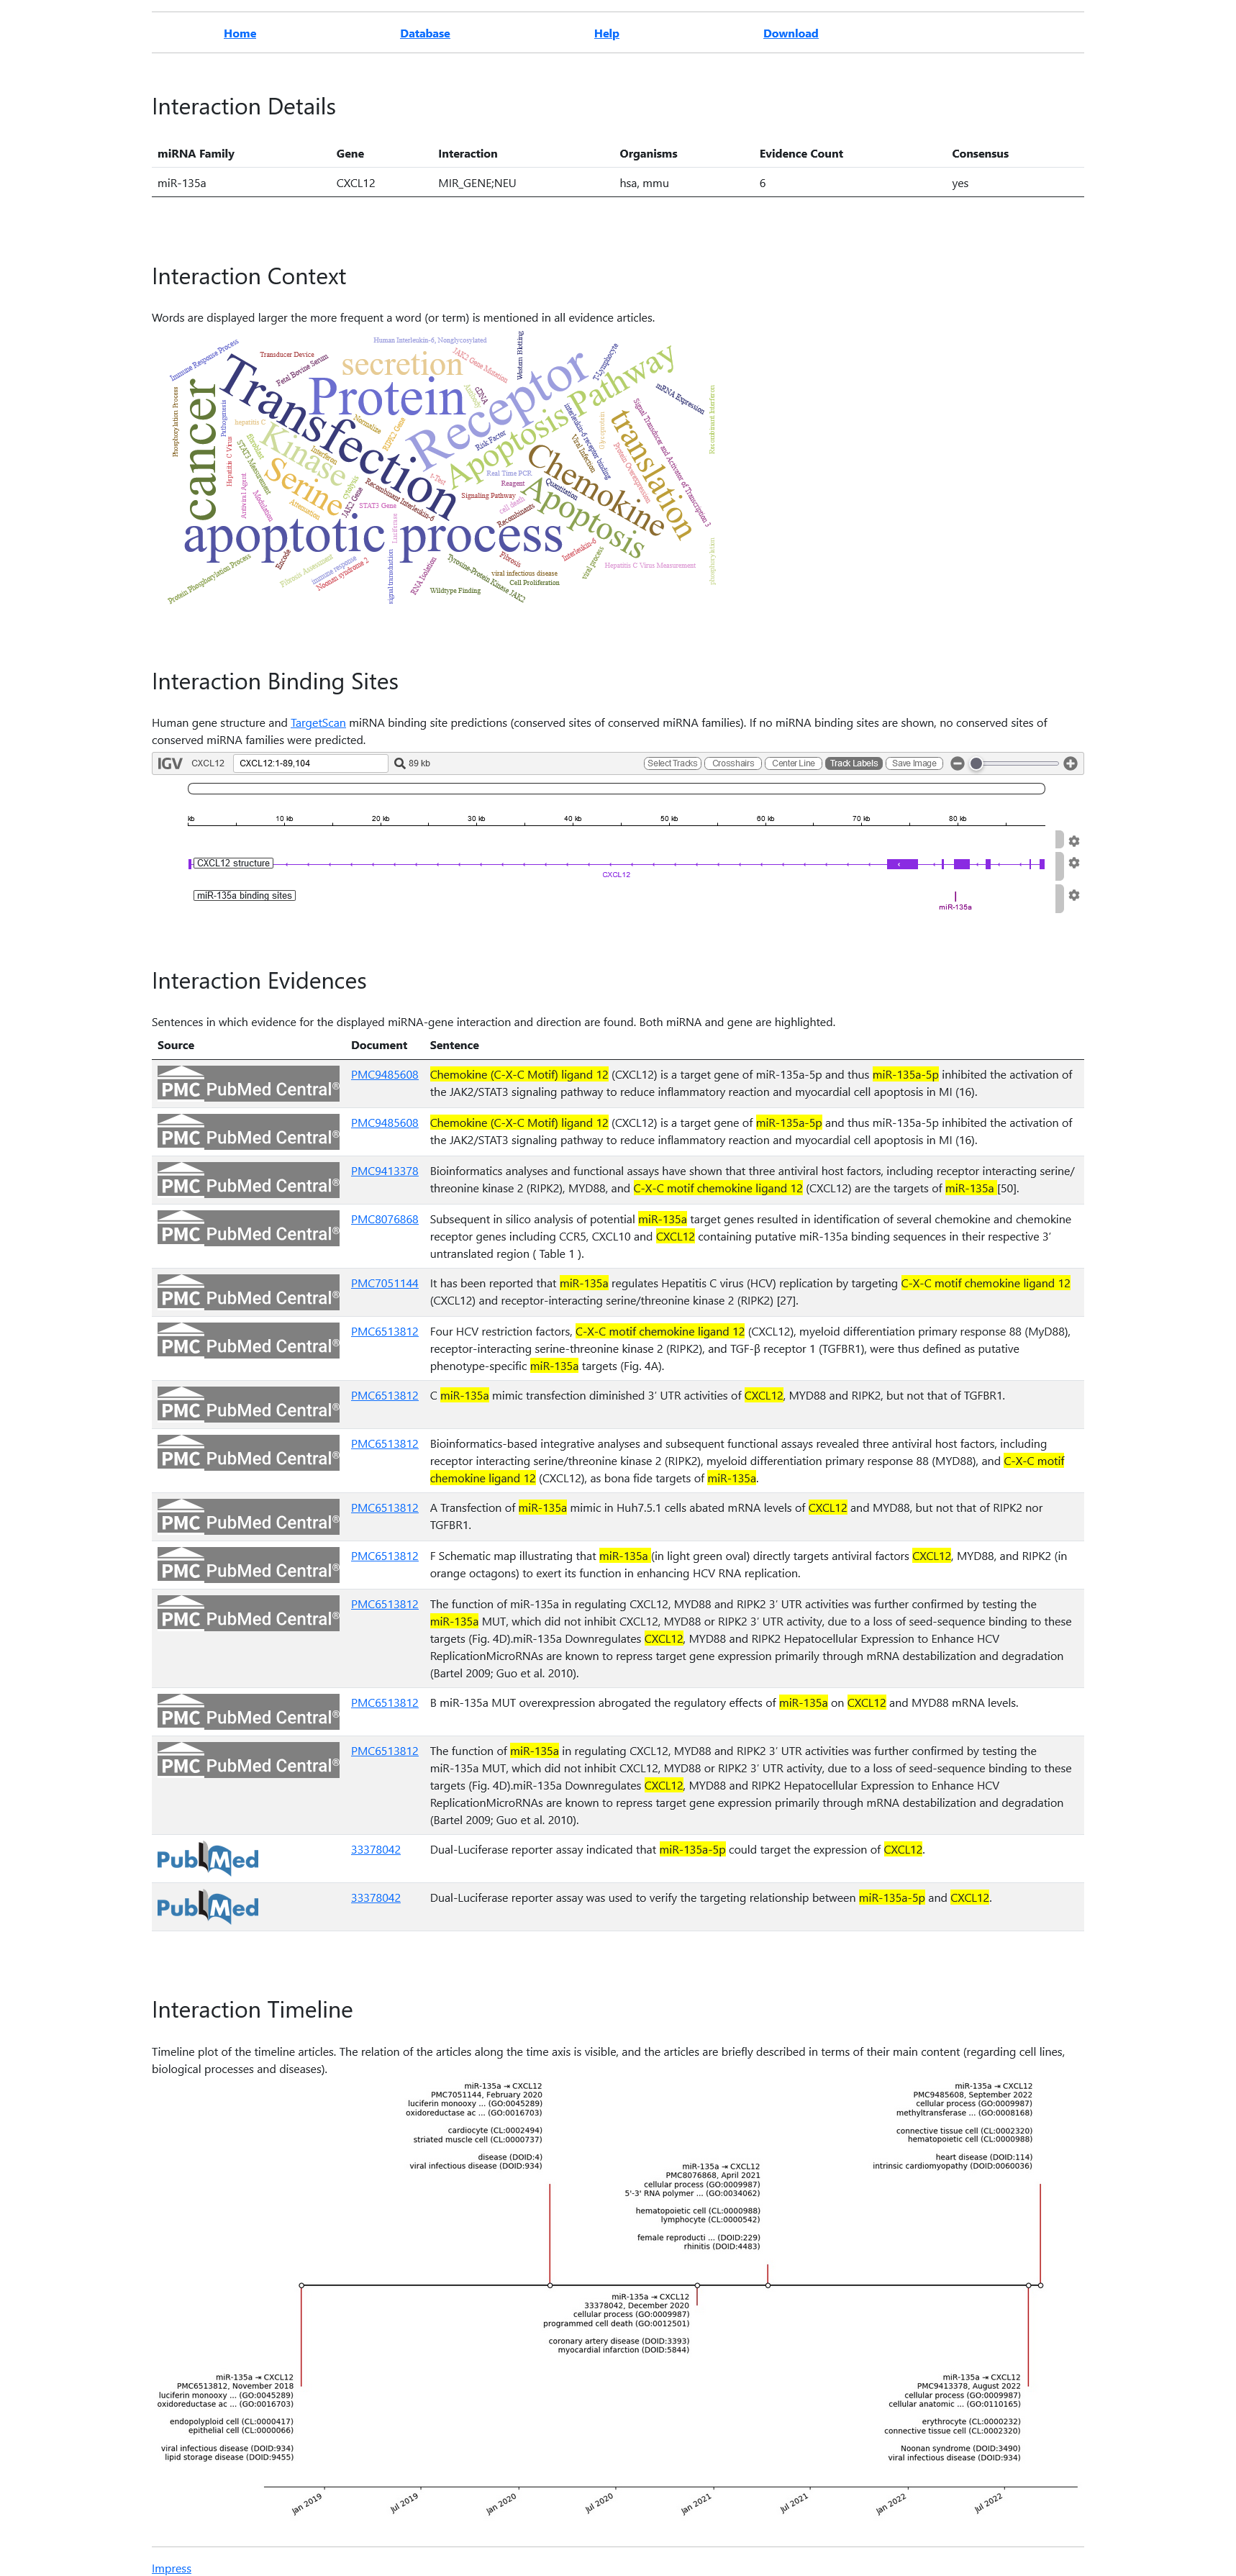 Home Database Help Download
Interaction Details
miRNA Family Gene Interaction Organisms Evidence Count Consensus
miR-135a CXCL12 MIR_GENE;NEU hsa, mmu 6 yes
Interaction Context
Words are displayed larger the more frequent a word (or term) is mentioned in all evidence articles.
Immune Response Process
Transducer Device
Fetal Bovine Serum
Human Interleukin-6, Nonglycosylated
secretion
JAK2 Gene Mutation
Western Blotting
T-Lymphocyte
Pathway
mRNA Expression
Recombinant Interferon
Phosphorylation Process
cancer
Transfection
Protein
Antibody
cDNA
Receptor
Pathogenesis
hepatitis C
Hepatitis C Virus
fibroblast
STAT3 Measurement
Kinase
Interferon
Normalize
RIPK2 Gene
Risk Factor
Apoptosis
interleukin-6 receptor binding
Viral Infection
translation
Protein Overexpression
Signal Transducer and Activator of Transcription 3
Antiviral Agent
Modulation
Serine
Attenuation
cytolysis
JAK2 Gene
STAT3 Gene
Recombinant Interleukin-6
t-Test
Real Time PCR
Reagent
Signaling Pathway
cell death
Recombinants
Quantitation
Chemokine
Apoptosis
Luciferase
apoptotic process
Protein Phosphorylation Process
Encode
Fibrosis Assessment
immune response
Noonan syndrome 2
signal transduction
RNA Isolation
Wildtype Finding
Tyrosine-Protein Kinase JAK2
Fibrosis
viral infectious disease
Cell Proliferation
Interleukin-6
viral process
Hepatitis C Virus Measurement
phosphorylation
Interaction Binding Sites
Human gene structure and TargetScan miRNA binding site predictions (conserved sites of conserved miRNA families). If no miRNA binding sites are shown, no conserved sites of
conserved miRNA families were predicted.
IGV CXCL12 CXCL12:1-89,104 89 kb Select Tracks Crosshairs Center Line Track Labels Save Image
kb 10 kb 20 kb 30 kb 40 kb 50 kb 60 kb 70 kb 80 kb
CXCL12 structure
CXCL12
miR-135a binding sites
miR-135a
Interaction Evidences
Sentences in which evidence for the displayed miRNA-gene interaction and direction are found. Both miRNA and gene are highlighted.
Source Document Sentence
PMC PubMed Central® PMC9485608 Chemokine (C-X-C Motif) ligand 12 (CXCL12) is a target gene of miR-135a-5p and thus miR-135a-5p inhibited the activation of
the JAK2/STAT3 signaling pathway to reduce inflammatory reaction and myocardial cell apoptosis in MI (16).
PMC PubMed Central® PMC9485608 Chemokine (C-X-C Motif) ligand 12 (CXCL12) is a target gene of miR-135a-5p and thus miR-135a-5p inhibited the activation of
the JAK2/STAT3 signaling pathway to reduce inflammatory reaction and myocardial cell apoptosis in MI (16).
PMC PubMed Central® PMC9413378 Bioinformatics analyses and functional assays have shown that three antiviral host factors, including receptor interacting serine/
threonine kinase 2 (RIPK2), MYD88, and C-X-C motif chemokine ligand 12 (CXCL12) are the targets of miR-135a [50].
PMC PubMed Central® PMC8076868 Subsequent in silico analysis of potential miR-135a target genes resulted in identification of several chemokine and chemokine
receptor genes including CCR5, CXCL10 and CXCL12 containing putative miR-135a binding sequences in their respective 3′
untranslated region ( Table 1 ).
PMC PubMed Central® PMC7051144 It has been reported that miR-135a regulates Hepatitis C virus (HCV) replication by targeting C-X-C motif chemokine ligand 12
(CXCL12) and receptor-interacting serine/threonine kinase 2 (RIPK2) [27].
PMC PubMed Central® PMC6513812 Four HCV restriction factors, C-X-C motif chemokine ligand 12 (CXCL12), myeloid differentiation primary response 88 (MyD88),
receptor-interacting serine-threonine kinase 2 (RIPK2), and TGF-β receptor 1 (TGFBR1), were thus defined as putative
phenotype-specific miR-135a targets (Fig. 4A).
PMC PubMed Central® PMC6513812 C miR-135a mimic transfection diminished 3′ UTR activities of CXCL12, MYD88 and RIPK2, but not that of TGFBR1.
PMC PubMed Central® PMC6513812 Bioinformatics-based integrative analyses and subsequent functional assays revealed three antiviral host factors, including
receptor interacting serine/threonine kinase 2 (RIPK2), myeloid differentiation primary response 88 (MYD88), and C-X-C motif
chemokine ligand 12 (CXCL12), as bona fide targets of miR-135a.
PMC PubMed Central® PMC6513812 A Transfection of miR-135a mimic in Huh7.5.1 cells abated mRNA levels of CXCL12 and MYD88, but not that of RIPK2 nor
TGFBR1.
PMC PubMed Central® PMC6513812 F Schematic map illustrating that miR-135a (in light green oval) directly targets antiviral factors CXCL12, MYD88, and RIPK2 (in
orange octagons) to exert its function in enhancing HCV RNA replication.
PMC PubMed Central® PMC6513812 The function of miR-135a in regulating CXCL12, MYD88 and RIPK2 3′ UTR activities was further confirmed by testing the
miR-135a MUT, which did not inhibit CXCL12, MYD88 or RIPK2 3′ UTR activity, due to a loss of seed-sequence binding to these
targets (Fig. 4D).miR-135a Downregulates CXCL12, MYD88 and RIPK2 Hepatocellular Expression to Enhance HCV
ReplicationMicroRNAs are known to repress target gene expression primarily through mRNA destabilization and degradation
(Bartel 2009; Guo et al. 2010).
PMC PubMed Central® PMC6513812 B miR-135a MUT overexpression abrogated the regulatory effects of miR-135a on CXCL12 and MYD88 mRNA levels.
PMC PubMed Central® PMC6513812 The function of miR-135a in regulating CXCL12, MYD88 and RIPK2 3′ UTR activities was further confirmed by testing the
miR-135a MUT, which did not inhibit CXCL12, MYD88 or RIPK2 3′ UTR activity, due to a loss of seed-sequence binding to these
targets (Fig. 4D).miR-135a Downregulates CXCL12, MYD88 and RIPK2 Hepatocellular Expression to Enhance HCV
ReplicationMicroRNAs are known to repress target gene expression primarily through mRNA destabilization and degradation
(Bartel 2009; Guo et al. 2010).
PubMed 33378042 Dual-Luciferase reporter assay indicated that miR-135a-5p could target the expression of CXCL12.
PubMed 33378042 Dual-Luciferase reporter assay was used to verify the targeting relationship between miR-135a-5p and CXCL12.
Interaction Timeline
Timeline plot of the timeline articles. The relation of the articles along the time axis is visible, and the articles are briefly described in terms of their main content (regarding cell lines,
biological processes and diseases).
miR-135a ⇥ CXCL12
PMC7051144, February 2020
luciferin monooxy ... (GO:0045289)
oxidoreductase ac ... (GO:0016703)
cardiocyte (CL:0002494)
striated muscle cell (CL:0000737)
disease (DOID:4)
viral infectious disease (DOID:934)
miR-135a ⇥ CXCL12
PMC9485608, September 2022
cellular process (GO:0009987)
methyltransferase ... (GO:0008168)
connective tissue cell (CL:0002320)
hematopoietic cell (CL:0000988)
heart disease (DOID:114)
intrinsic cardiomyopathy (DOID:0060036)
miR-135a ⇥ CXCL12
PMC8076868, April 2021
cellular process (GO:0009987)
5'-3' RNA polymer ... (GO:0034062)
hematopoietic cell (CL:0000988)
lymphocyte (CL:0000542)
female reproducti ... (DOID:229)
rhinitis (DOID:4483)
miR-135a ⇥ CXCL12
33378042, December 2020
cellular process (GO:0009987)
programmed cell death (GO:0012501)
coronary artery disease (DOID:3393)
myocardial infarction (DOID:5844)
miR-135a ⇥ CXCL12
PMC6513812, November 2018
luciferin monooxy ... (GO:0045289)
oxidoreductase ac ... (GO:0016703)
endopolyploid cell (CL:0000417)
epithelial cell (CL:0000066)
viral infectious disease (DOID:934)
lipid storage disease (DOID:9455)
miR-135a ⇥ CXCL12
PMC9413378, August 2022
cellular process (GO:0009987)
cellular anatomic ... (GO:0110165)
erythrocyte (CL:0000232)
connective tissue cell (CL:0002320)
Noonan syndrome (DOID:3490)
viral infectious disease (DOID:934)
Jan 2019 Jul 2019 Jan 2020 Jul 2020 Jan 2021 Jul 2021 Jan 2022 Jul 2022
Impress